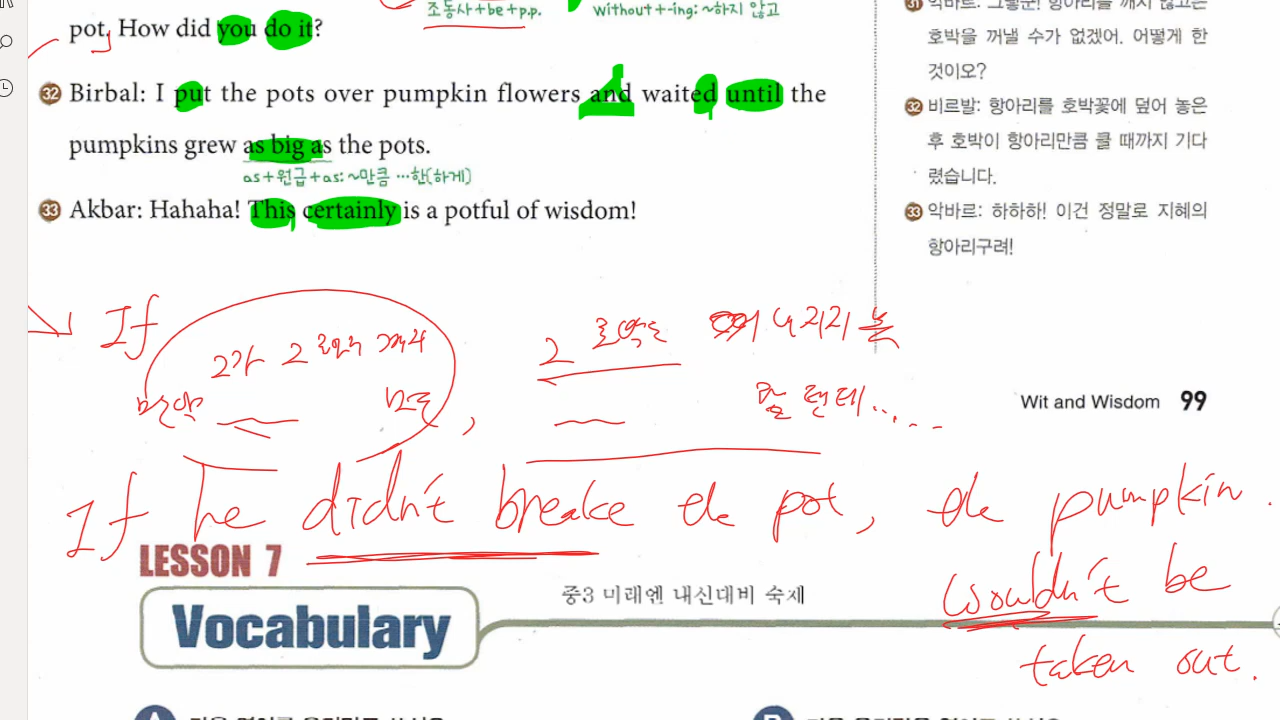 조동사+be+p.p.
without+-ing: ~하지 않고
pot. How did you do it?
㉜ Birbal: I put the pots over pumpkin flowers and waited until the
pumpkins grew as big as the pots.
as+원급+as: ~만큼 …한(하게)
㉝ Akbar: Hahaha! This certainly is a potful of wisdom!
㉛ 악바르: 그렇군! 항아리를 깨지 않고는
호박을 꺼낼 수가 없겠어. 어떻게 한
것이오?
㉜ 비르발: 항아리를 호박꽃에 덮어 놓은
후 호박이 항아리만큼 클 때까지 기다
렸습니다.
㉝ 악바르: 하하하! 이건 정말로 지혜의
항아리구려!
If
만약
,
Wit and Wisdom 99
If he didn't break the pot, the pumpkin
wouldn't be
taken out.
LESSON 7
Vocabulary
중3 미래엔 내신대비 숙제